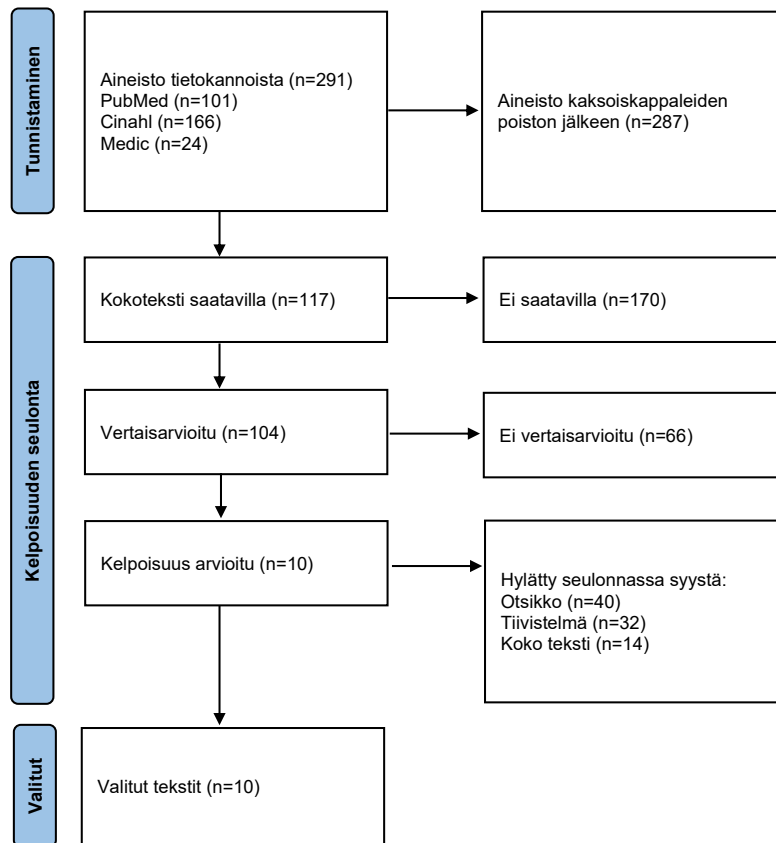 Tunnistaminen
Aineisto tietokannoista (n=291)
PubMed (n=101)
Cinahl (n=166)
Medic (n=24)
Aineisto kaksoiskappaleiden
poiston jälkeen (n=287)
Kelpoisuuden seulonta
Kokoteksti saatavilla (n=117)
Ei saatavilla (n=170)
Vertaisarvioitu (n=104)
Ei vertaisarvioitu (n=66)
Kelpoisuus arvioitu (n=10)
Hylätty seulonnassa syystä:
Otsikko (n=40)
Tiivistelmä (n=32)
Koko teksti (n=14)
Valitut
Valitut tekstit (n=10)